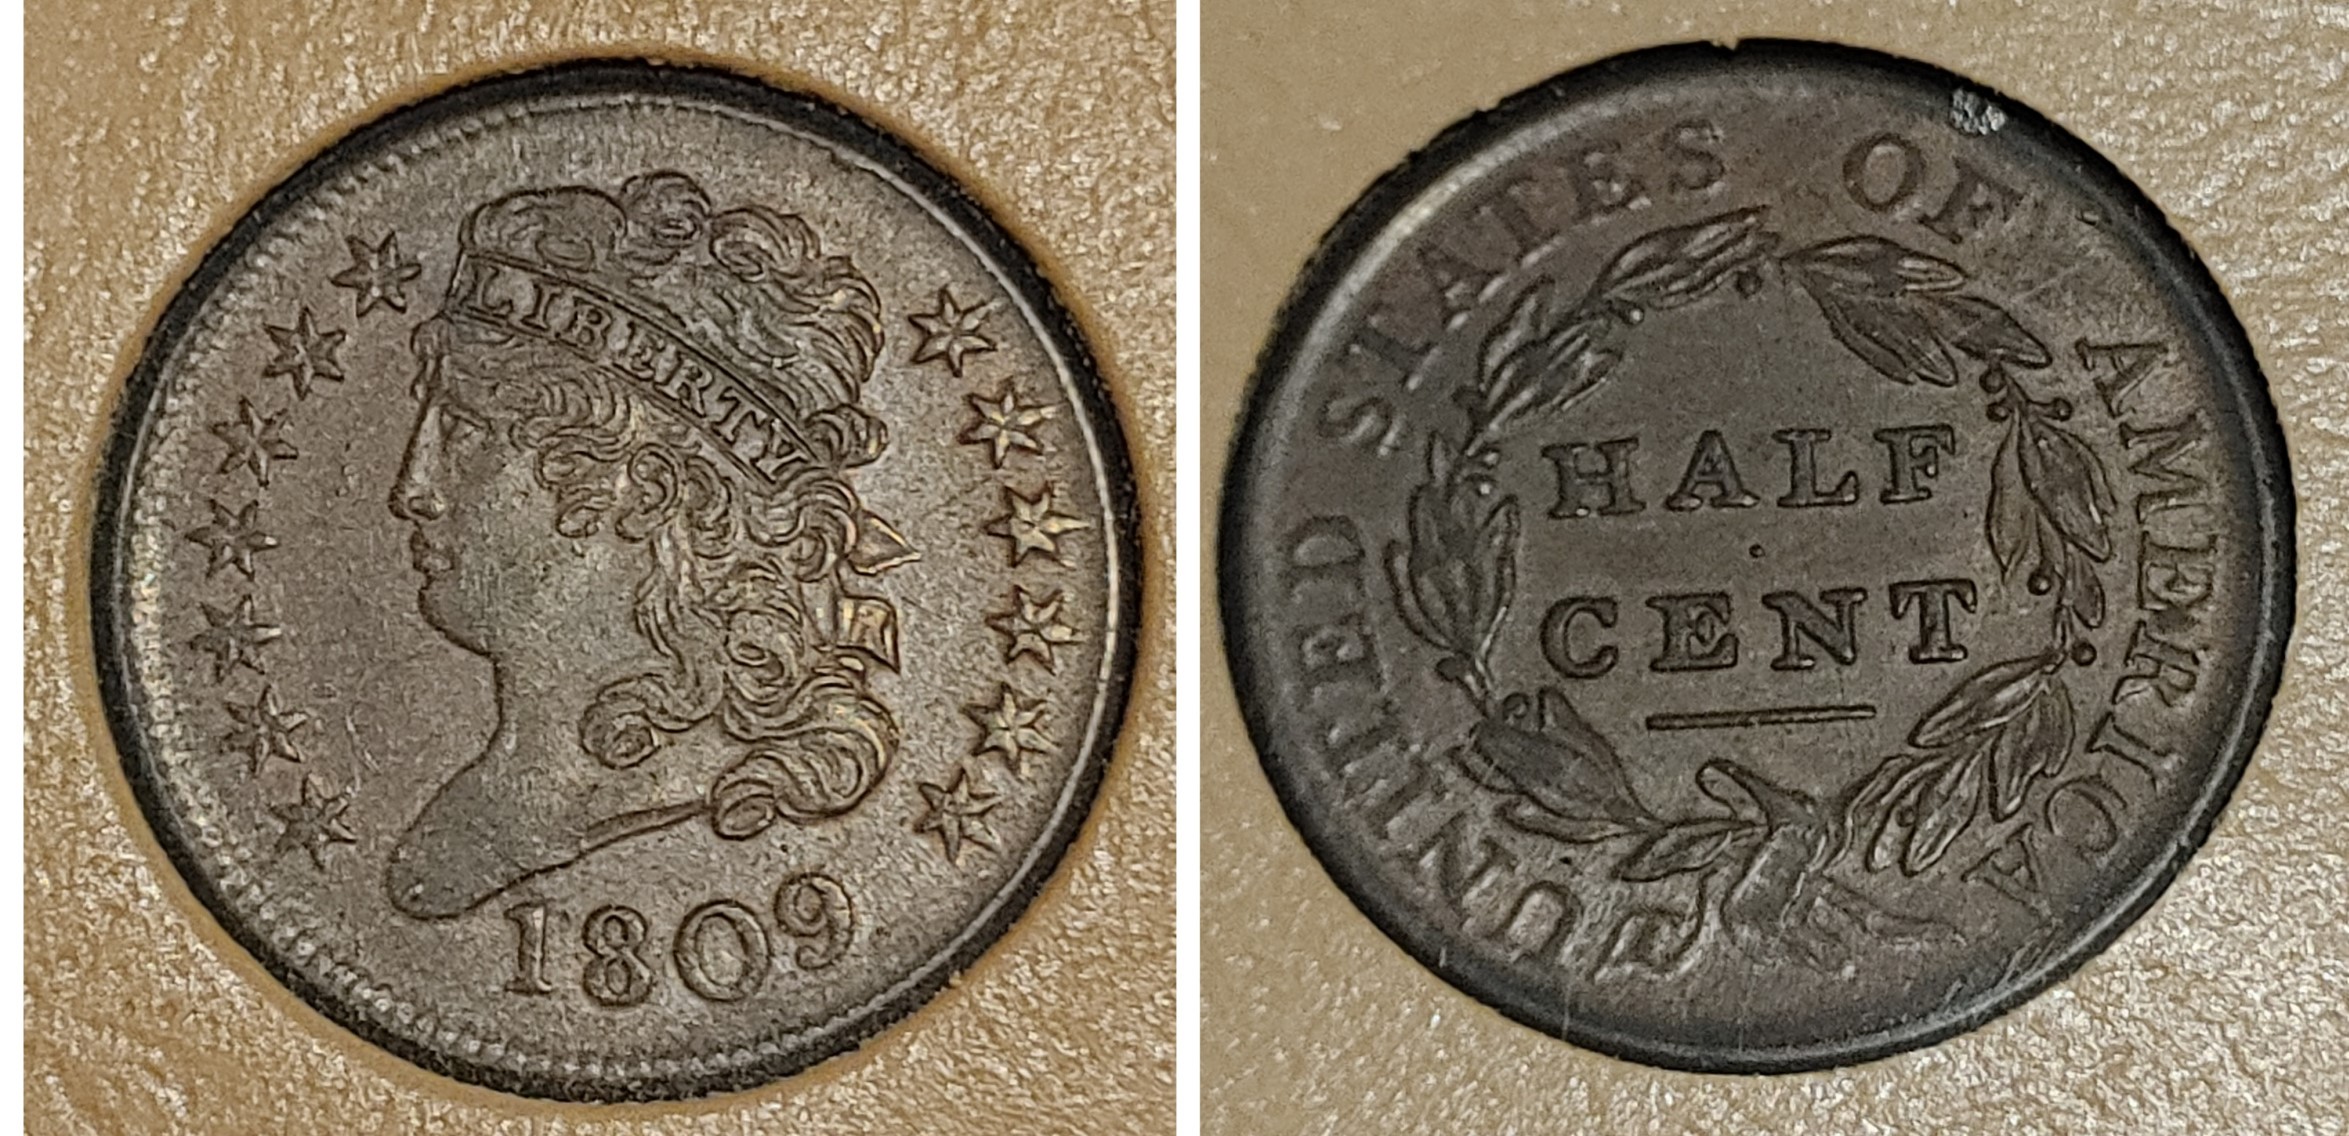 LIBERTY
1809
UNITED STATES OF AMERICA
HALF
CENT